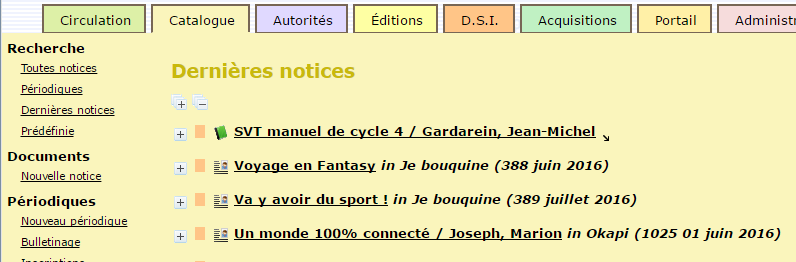 Circulation Catalogue Autorités Éditions D.S.I. Acquisitions Portail Administr
Recherche
Toutes notices
Périodiques
Dernières notices
Prédéfinie
Documents
Nouvelle notice
Périodiques
Nouveau périodique
Bulletinage
Dernières notices
SVT manuel de cycle 4 / Gardarein, Jean-Michel
Voyage en Fantasy in Je bouquine (388 juin 2016)
Va y avoir du sport ! in Je bouquine (389 juillet 2016)
Un monde 100% connecté / Joseph, Marion in Okapi (1025 01 juin 2016)